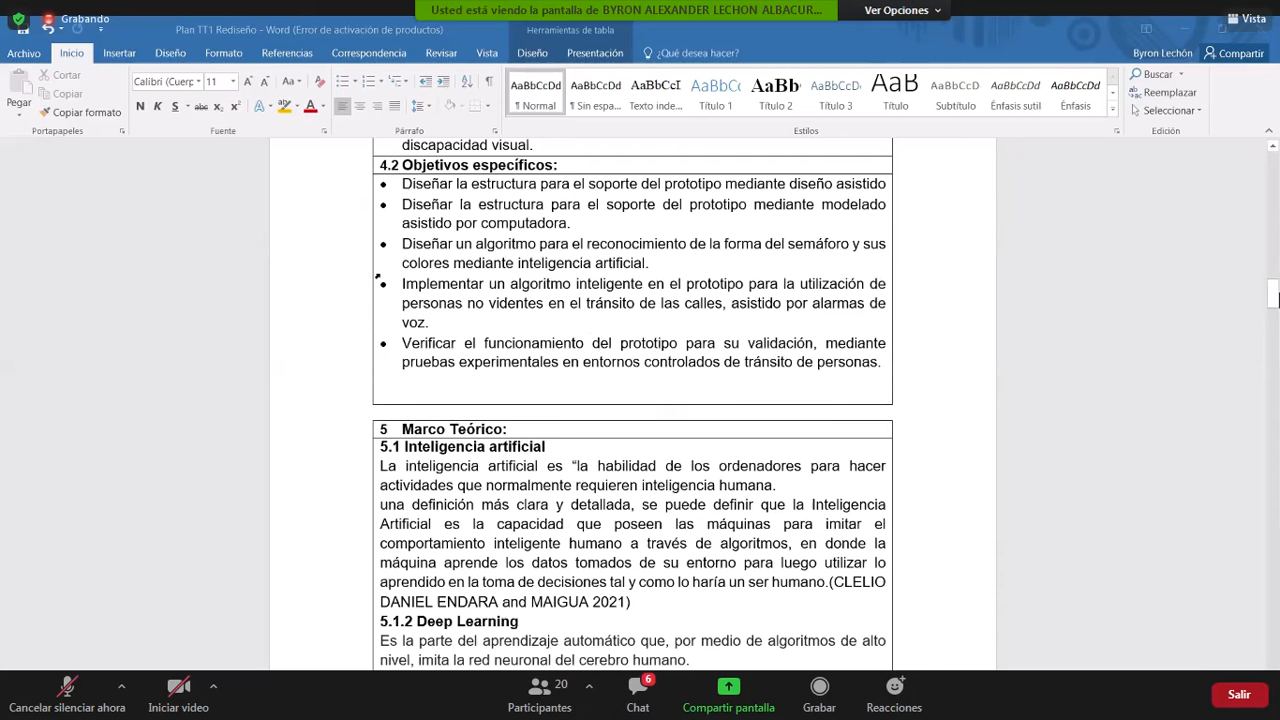 Usted está viendo la pantalla de BYRON ALEXANDER LECHON ALBACUR...
Ver Opciones
Vista
Grabando
Plan TT1 Rediseño - Word (Error de activación de productos)
Herramientas de tabla
Archivo Inicio Insertar Diseño Formato Referencias Correspondencia Revisar Vista Diseño Presentación ¿Qué desea hacer? Byron Lechón Compartir
Pegar
Cortar
Copiar
Copiar formato
Portapapeles
Calibri (Cuerp 11
N K S abc x₂ x²
Fuente
Párrafo
AaBbCcDd AaBbCcDd AaBbCcI AaBbC AaBbC AaBbCcD AaB AaBbCcD AaBbCcDd AaBbCcDd
¶ Normal ¶ Sin espa... Texto inde... Título 1 Título 2 Título 3 Título Subtítulo Énfasis sutil Énfasis
Estilos
Buscar
Reemplazar
Seleccionar
Edición
discapacidad visual.
4.2 Objetivos específicos:
• Diseñar la estructura para el soporte del prototipo mediante diseño asistido
• Diseñar la estructura para el soporte del prototipo mediante modelado
asistido por computadora.
• Diseñar un algoritmo para el reconocimiento de la forma del semáforo y sus
colores mediante inteligencia artificial.
• Implementar un algoritmo inteligente en el prototipo para la utilización de
personas no videntes en el tránsito de las calles, asistido por alarmas de
voz.
• Verificar el funcionamiento del prototipo para su validación, mediante
pruebas experimentales en entornos controlados de tránsito de personas.
5 Marco Teórico:
5.1 Inteligencia artificial
La inteligencia artificial es “la habilidad de los ordenadores para hacer
actividades que normalmente requieren inteligencia humana.
una definición más clara y detallada, se puede definir que la Inteligencia
Artificial es la capacidad que poseen las máquinas para imitar el
comportamiento inteligente humano a través de algoritmos, en donde la
máquina aprende los datos tomados de su entorno para luego utilizar lo
aprendido en la toma de decisiones tal y como lo haría un ser humano.(CLELIO
DANIEL ENDARA and MAIGUA 2021)
5.1.2 Deep Learning
Es la parte del aprendizaje automático que, por medio de algoritmos de alto
nivel, imita la red neuronal del cerebro humano.
Cancelar silenciar ahora
Iniciar video
20
Participantes
6
Chat
Compartir pantalla
Grabar
Reacciones
Salir